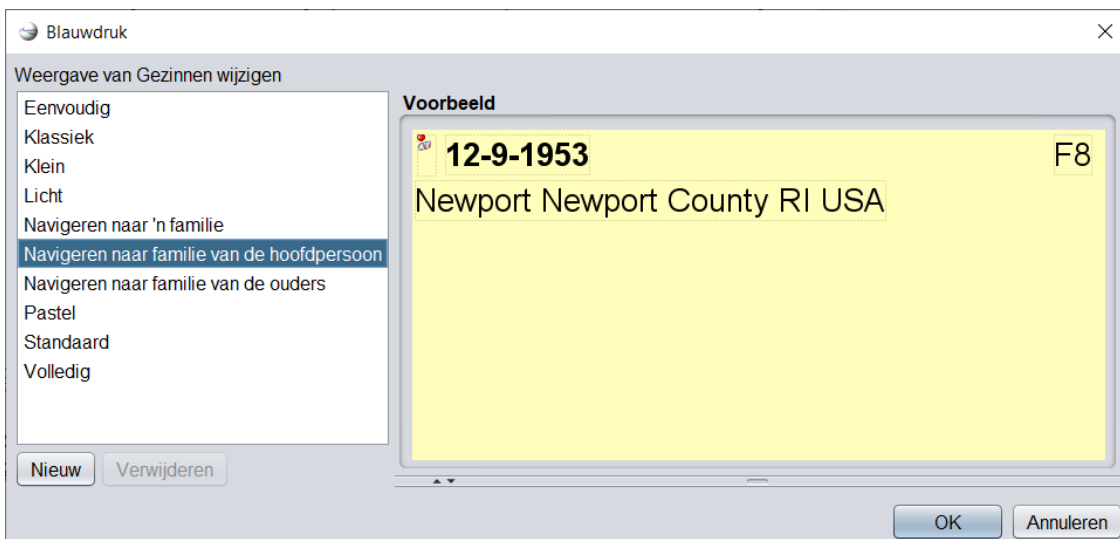 Blauwdruk
Weergave van Gezinnen wijzigen
Eenvoudig
Klassiek
Klein
Licht
Navigeren naar 'n familie
Navigeren naar familie van de hoofdpersoon
Navigeren naar familie van de ouders
Pastel
Standaard
Volledig
Nieuw
Verwijderen
Voorbeeld
12-9-1953 F8
Newport Newport County RI USA
OK
Annuleren